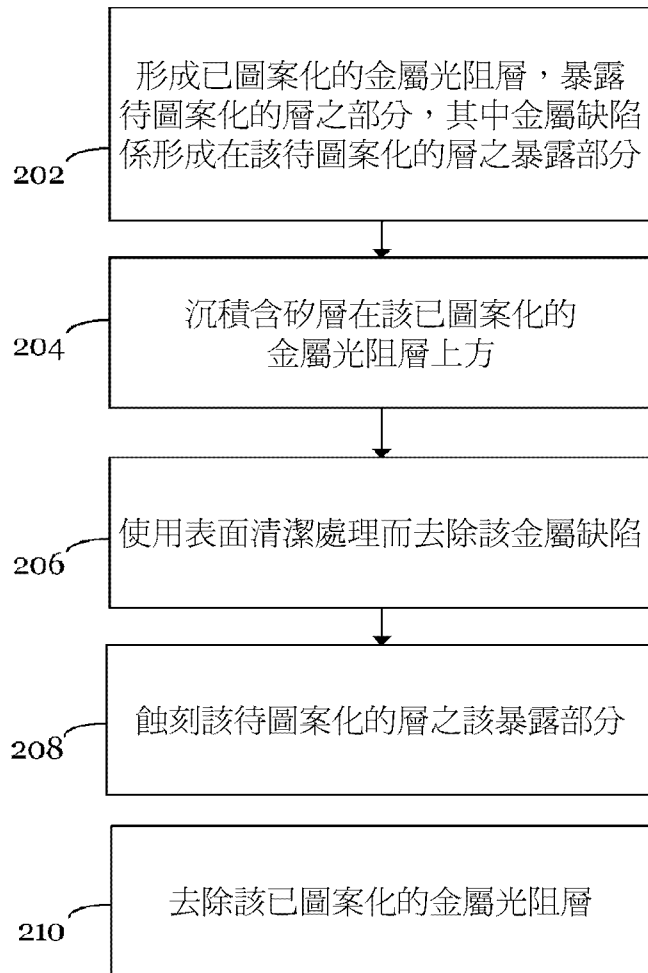 形成已圖案化的金屬光阻層，暴露
待圖案化的層之部分，其中金屬缺陷
係形成在該待圖案化的層之暴露部分
202
沉積含矽層在該已圖案化的
金屬光阻層上方
204
使用表面清潔處理而去除該金屬缺陷
206
蝕刻該待圖案化的層之該暴露部分
208
去除該已圖案化的金屬光阻層
210